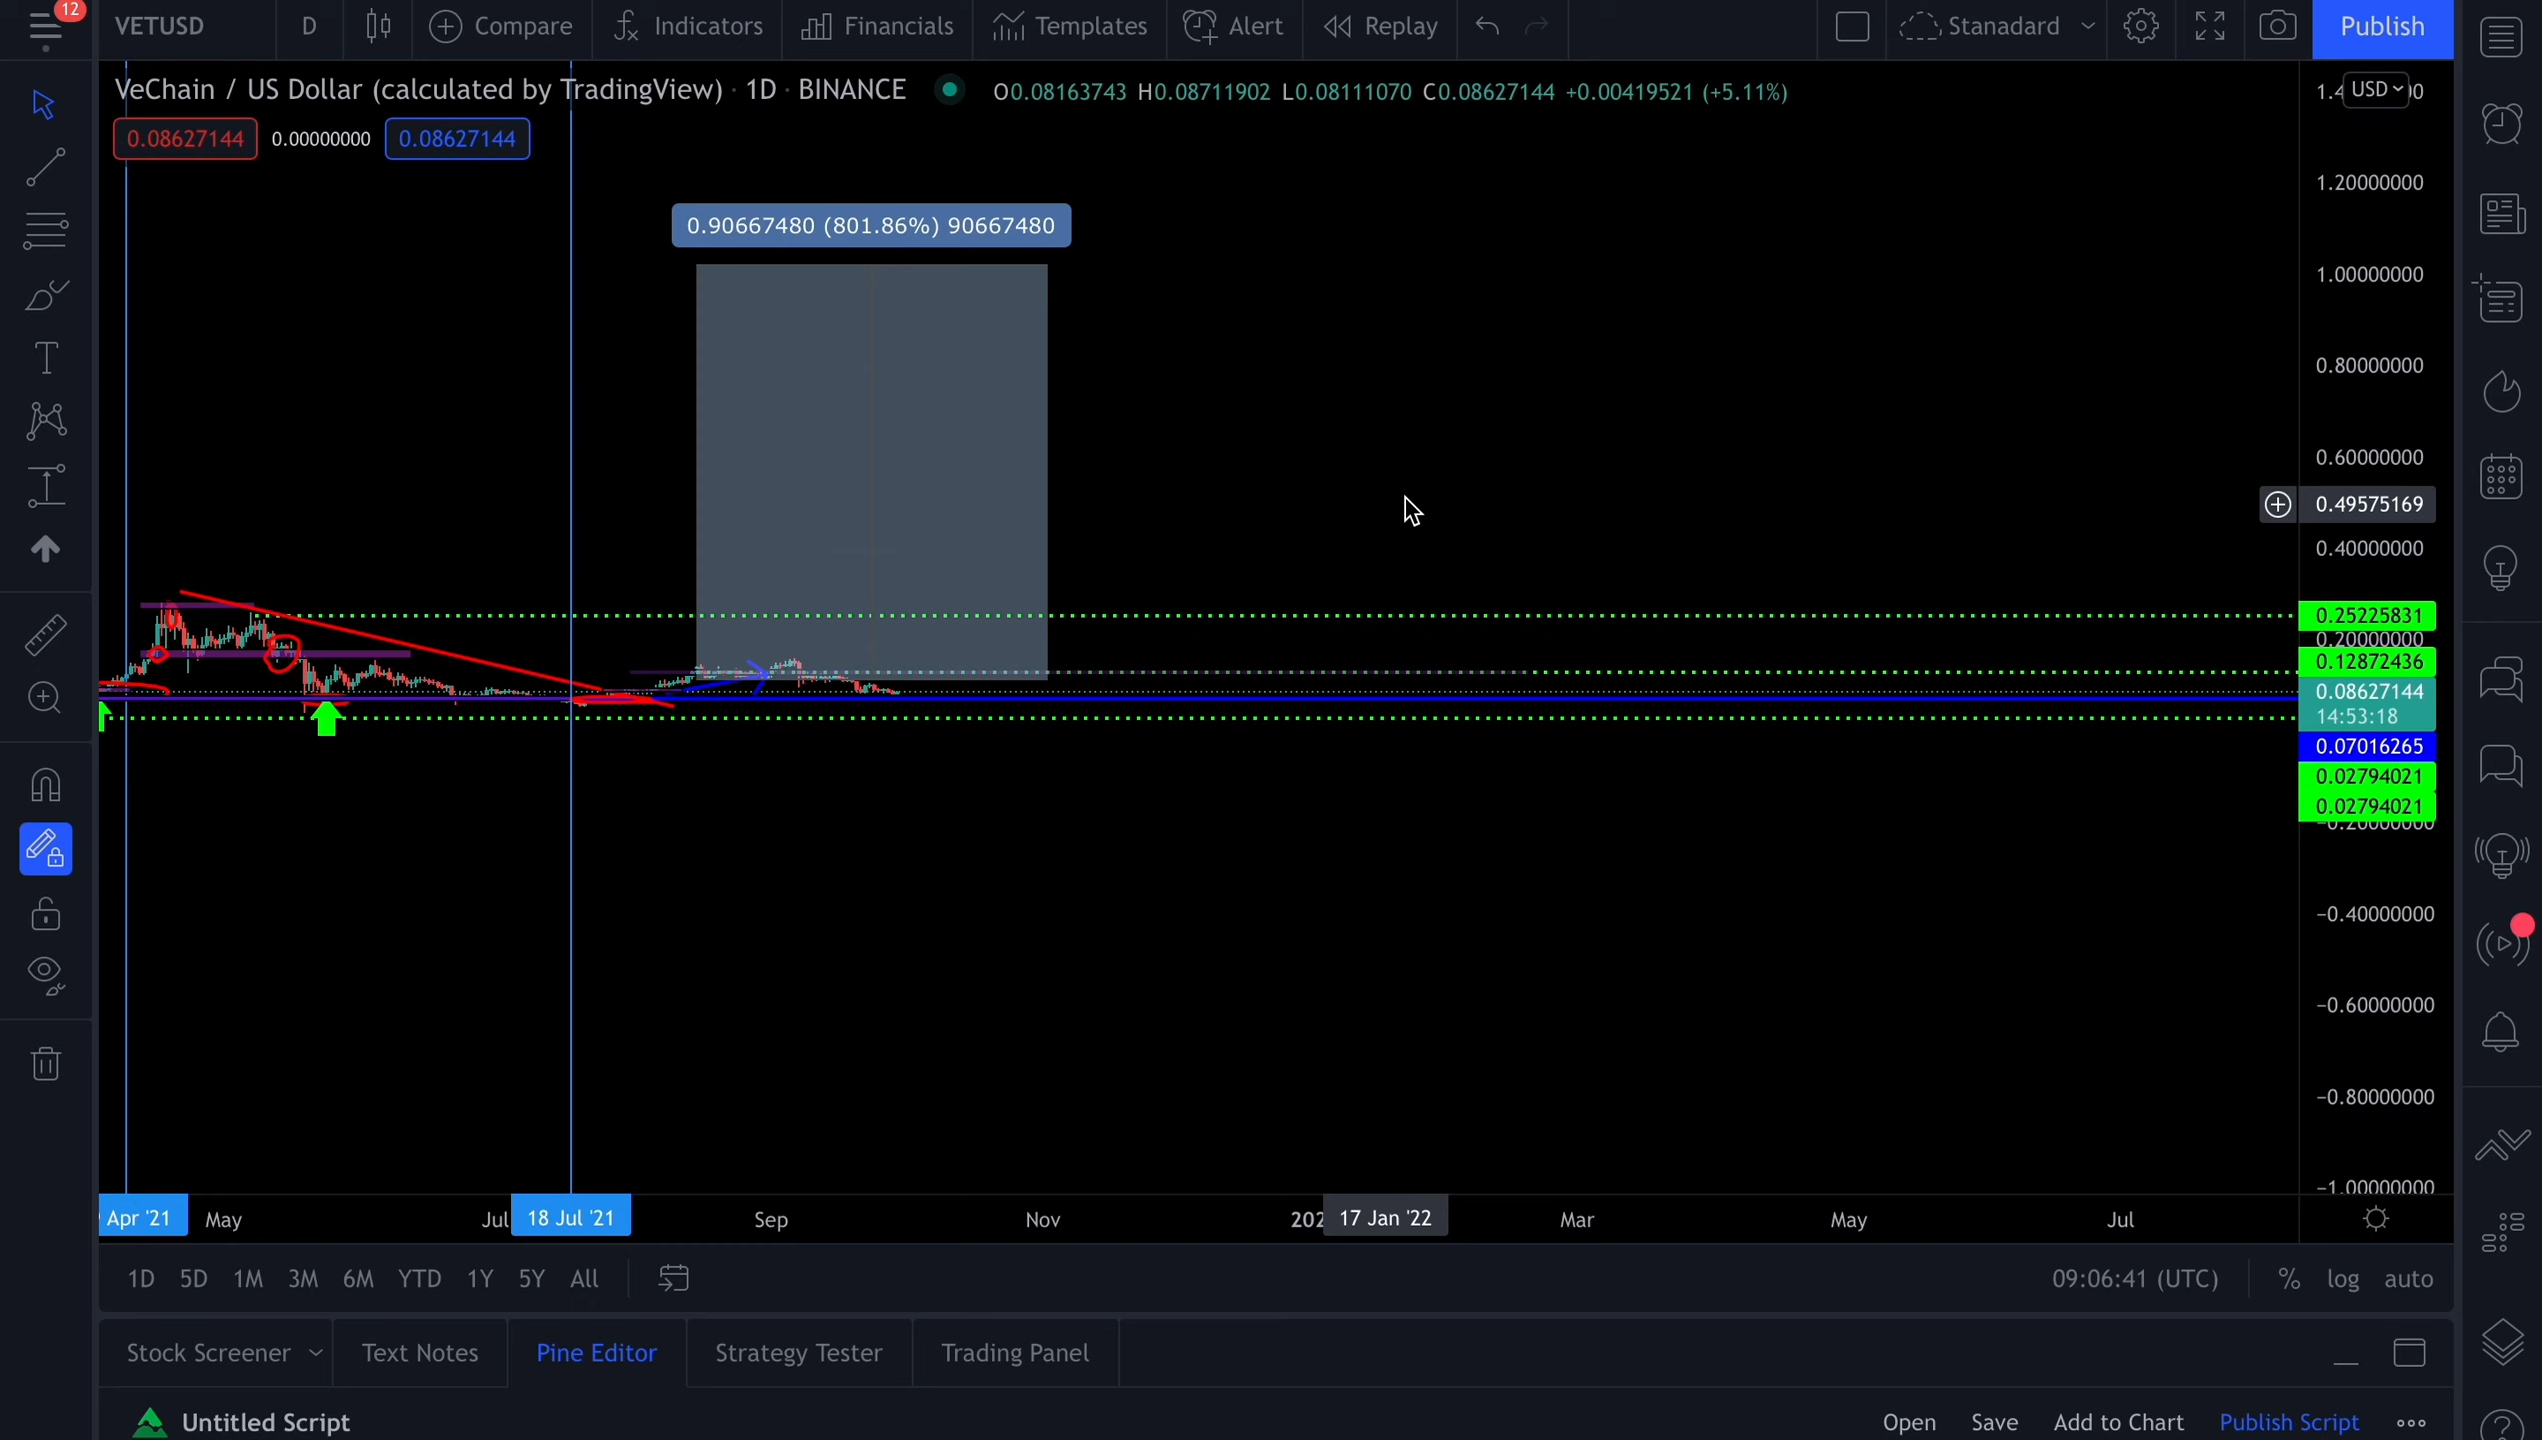 12
VETUSD D Compare Indicators Financials Templates Alert Replay Stanadard Publish
VeChain / US Dollar (calculated by TradingView) · 1D · BINANCE O0.08163743 H0.08711902 L0.08111070 C0.08627144 +0.00419521 (+5.11%)
USD
0.08627144 0.00000000 0.08627144
1.20000000
0.90667480 (801.86%) 90667480
1.00000000
0.80000000
0.60000000
0.49575169
0.40000000
0.25225831
0.20000000
0.12872436
0.08627144
14:53:18
0.07016265
0.02794021
0.02794021
−0.20000000
−0.40000000
−0.60000000
−0.80000000
−1.00000000
Apr '21 May Jul 18 Jul '21 Sep Nov 202 17 Jan '22 Mar May Jul
1D 5D 1M 3M 6M YTD 1Y 5Y All 09:06:41 (UTC) % log auto
Stock Screener Text Notes Pine Editor Strategy Tester Trading Panel
Untitled Script Open Save Add to Chart Publish Script